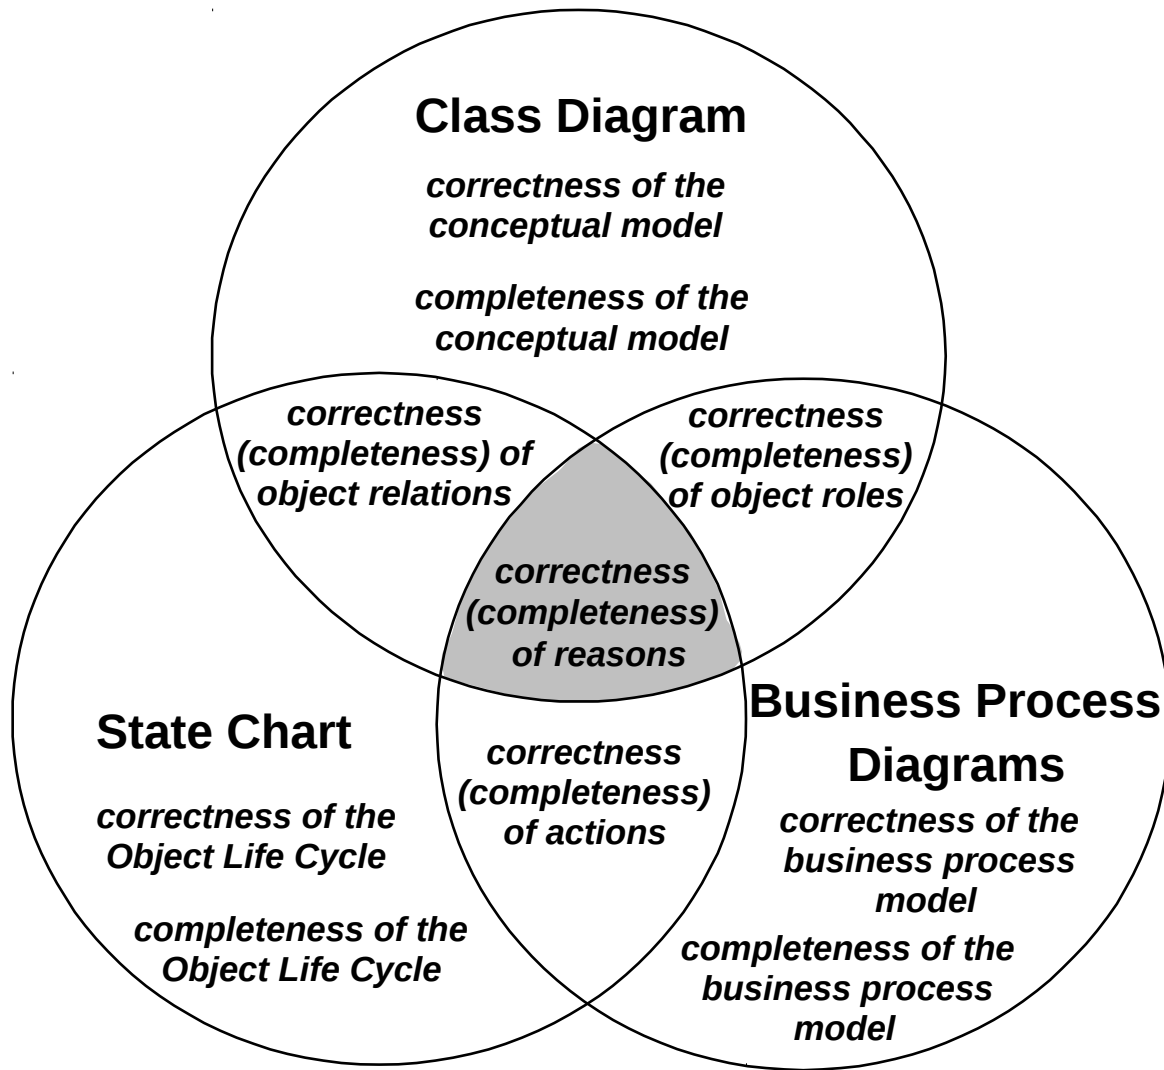 Class Diagram
correctness of the
conceptual model
completeness of the
conceptual model
correctness
(completeness) of
object relations
correctness
(completeness)
of object roles
correctness
(completeness)
of reasons
State Chart
correctness of the
Object Life Cycle
completeness of the
Object Life Cycle
correctness
(completeness)
of actions
Business Process
Diagrams
correctness of the
business process
model
completeness of the
business process
model